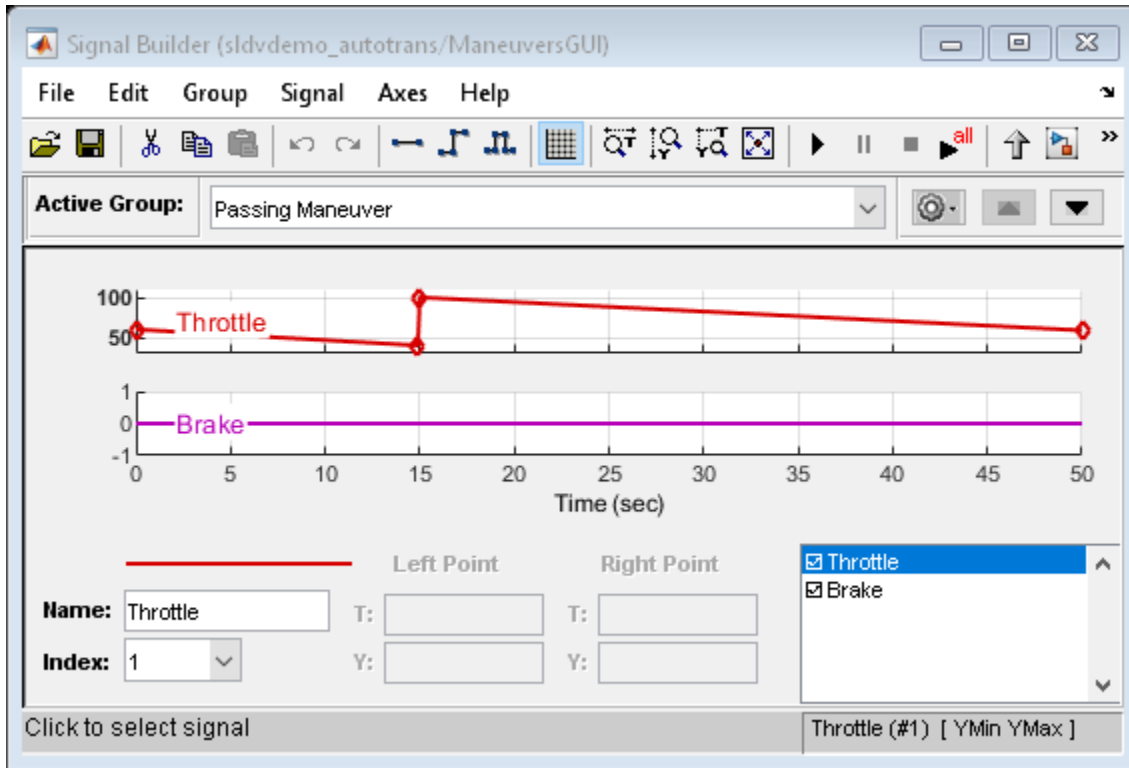 Signal Builder (sldvdemo_autotrans/ManeuversGUI)
File Edit Group Signal Axes Help
all
»
Active Group: Passing Maneuver
100
50
Throttle
1
0
-1
Brake
0 5 10 15 20 25 30 35 40 45 50
Time (sec)
Left Point Right Point
Name: Throttle T: T:
Index: 1 Y: Y:
Throttle
Brake
Click to select signal
Throttle (#1) [ YMin YMax ]